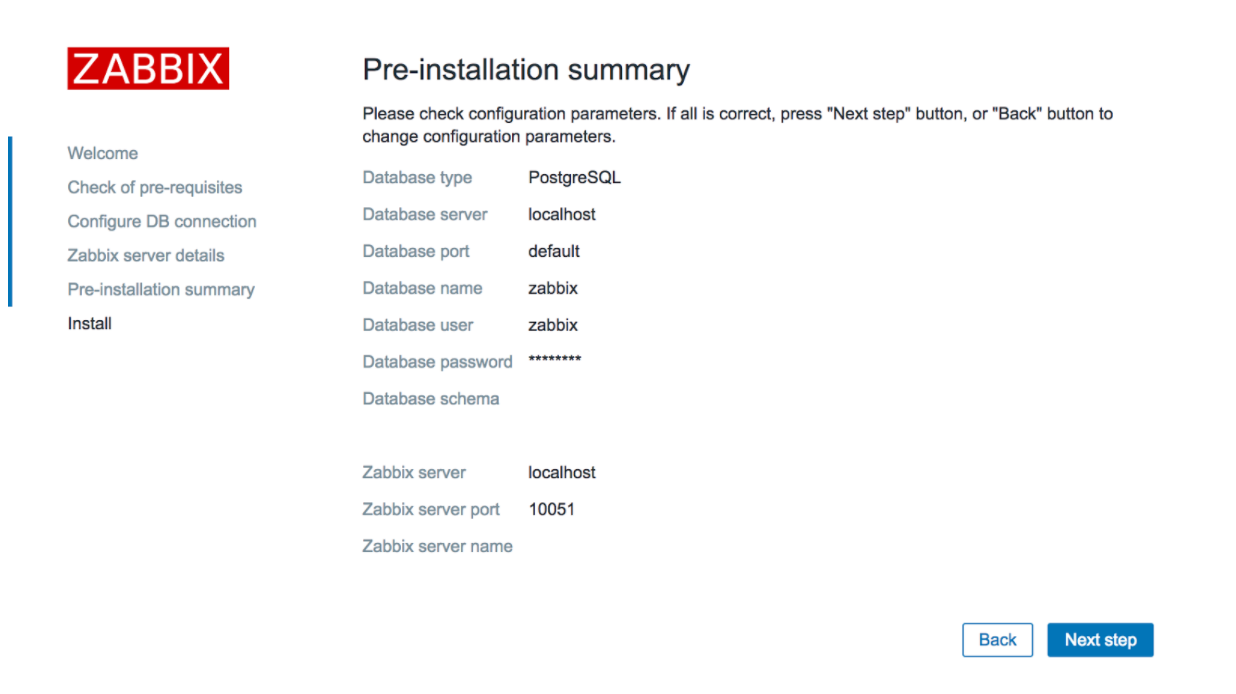 ZABBIX
Welcome
Check of pre-requisites
Configure DB connection
Zabbix server details
Pre-installation summary
Install
Pre-installation summary
Please check configuration parameters. If all is correct, press "Next step" button, or "Back" button to
change configuration parameters.
Database type PostgreSQL
Database server localhost
Database port default
Database name zabbix
Database user zabbix
Database password ********
Database schema
Zabbix server localhost
Zabbix server port 10051
Zabbix server name
Back Next step